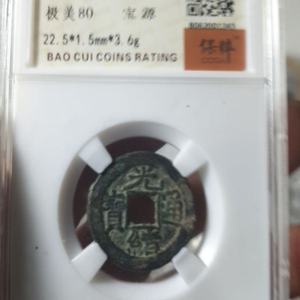 极美80 宝源
22.5*1.5mm*3.6g
BAO CUI COINS RATING
保粹
光
寶 通
緒